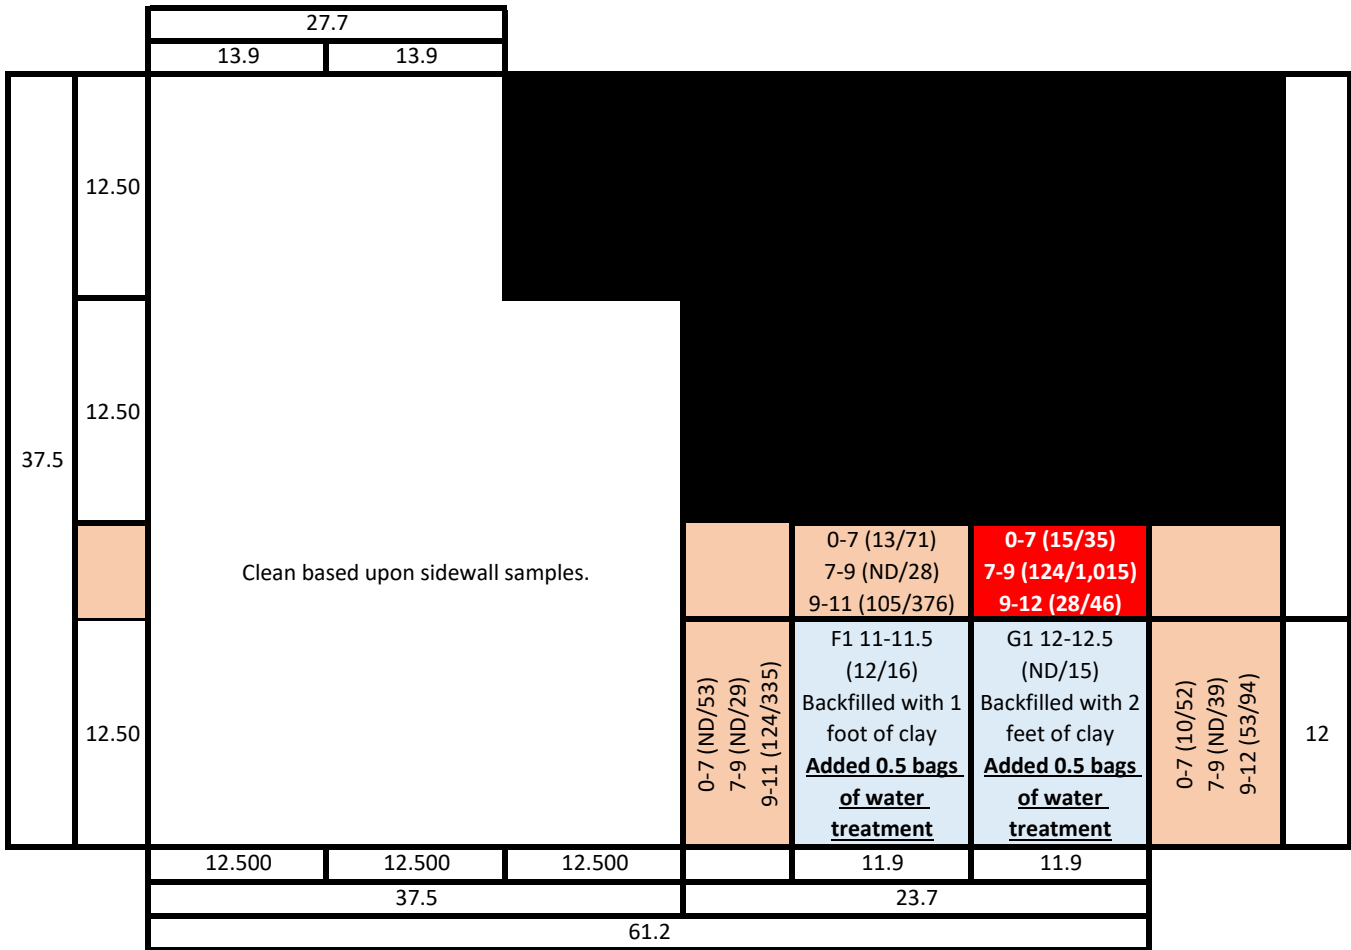 27.7
13.9 13.9
12.50
12.50
37.5
Clean based upon sidewall samples.
0-7 (13/71)
7-9 (ND/28)
9-11 (105/376)
0-7 (15/35)
7-9 (124/1,015)
9-12 (28/46)
12.50
0-7 (ND/53)
7-9 (ND/29)
9-11 (124/335)
F1 11-11.5
(12/16)
Backfilled with 1
foot of clay
Added 0.5 bags
of water
treatment
G1 12-12.5
(ND/15)
Backfilled with 2
feet of clay
Added 0.5 bags
of water
treatment
0-7 (10/52)
7-9 (ND/39)
9-12 (53/94)
12
12.500 12.500 12.500 11.9 11.9
37.5 23.7
61.2